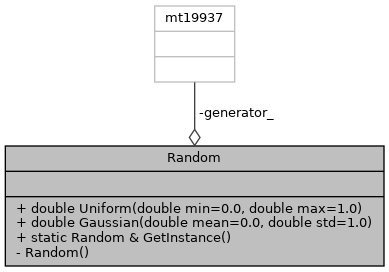 mt19937
-generator_
Random
+ double Uniform(double min=0.0, double max=1.0)
+ double Gaussian(double mean=0.0, double std=1.0)
+ static Random & GetInstance()
- Random()